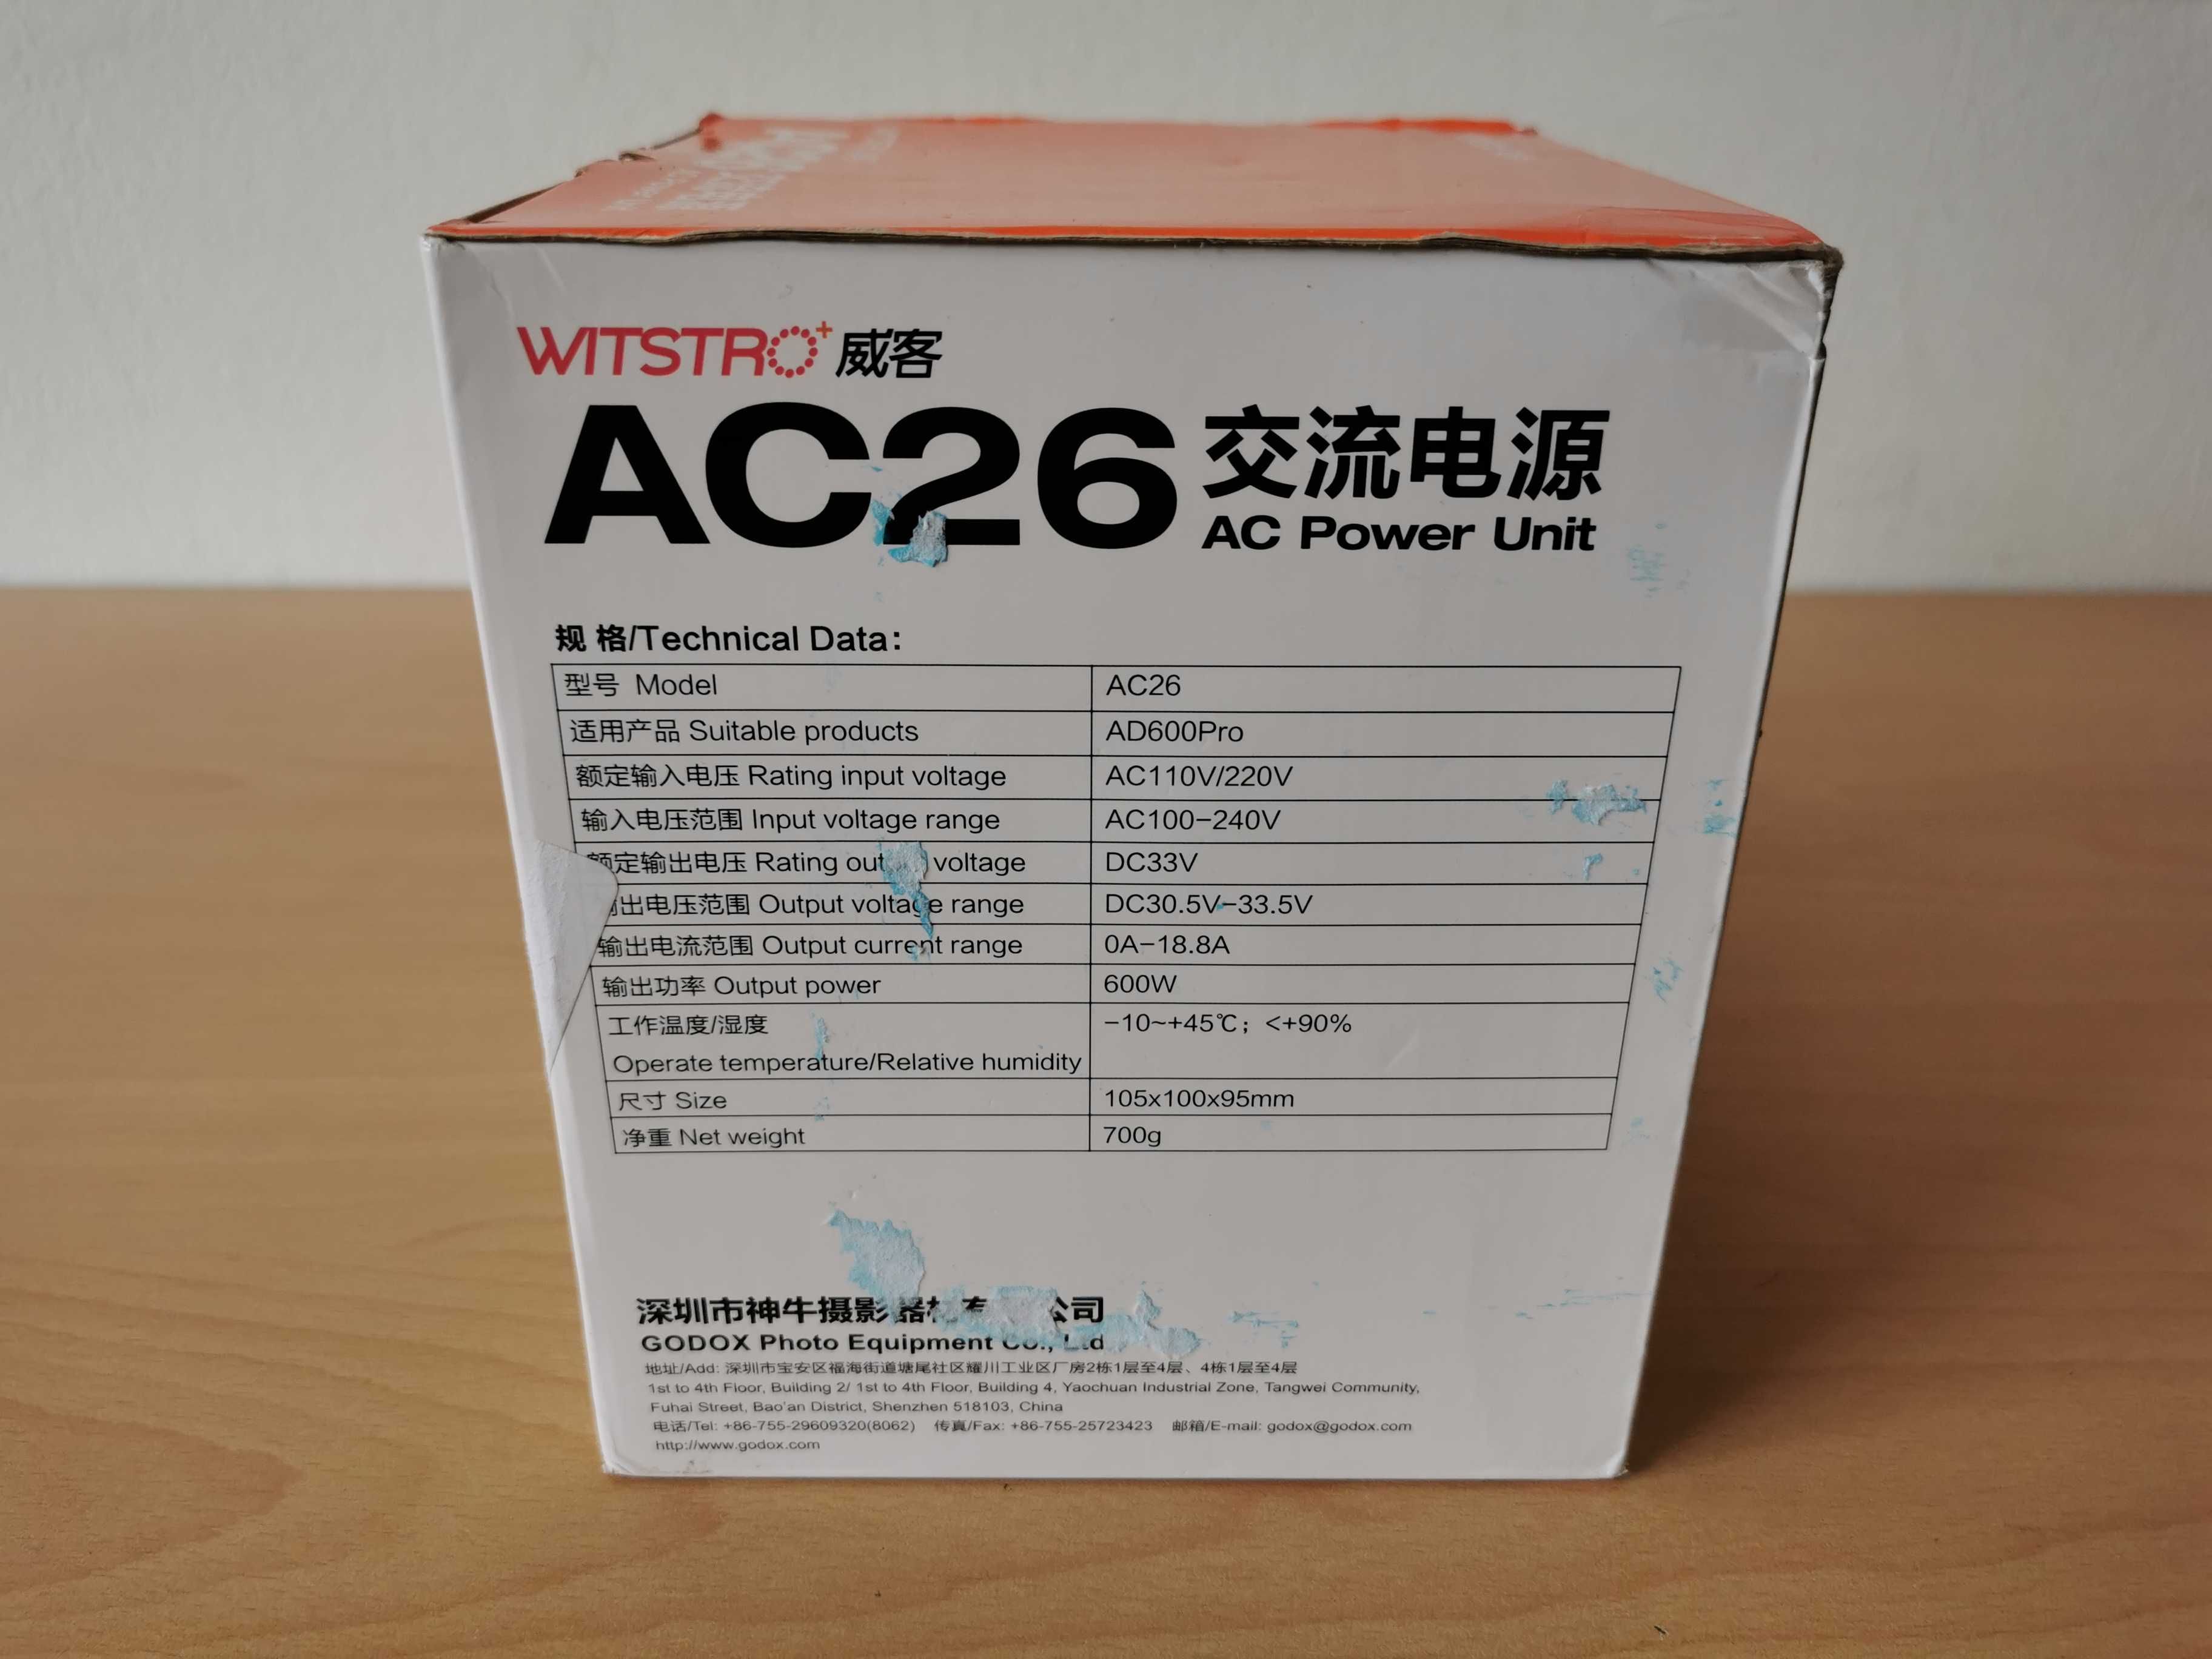 WITSTRO+ 威客
AC26 交流电源
AC Power Unit
规 格/Technical Data:
型号 Model AC26
适用产品 Suitable products AD600Pro
额定输入电压 Rating input voltage AC110V/220V
输入电压范围 Input voltage range AC100-240V
定输出电压 Rating out voltage DC33V
出电压范围 Output voltage range DC30.5V-33.5V
输出电流范围 Output current range 0A-18.8A
输出功率 Output power 600W
工作温度/湿度 -10~+45℃; <+90%
Operate temperature/Relative humidity
尺寸 Size 105x100x95mm
净重 Net weight 700g
深圳市神牛摄影器材有 公司
GODOX Photo Equipment Co., Ltd
地址/Add: 深圳市宝安区福海街道塘尾社区耀川工业区厂房2栋1层至4层、4栋1层至4层
1st to 4th Floor, Building 2/ 1st to 4th Floor, Building 4, Yaochuan Industrial Zone, Tangwei Community,
Fuhai Street, Bao'an District, Shenzhen 518103, China
电话/Tel: +86-755-29609320(8062) 传真/Fax: +86-755-25723423 邮箱/E-mail: godox@godox.com
http://www.godox.com